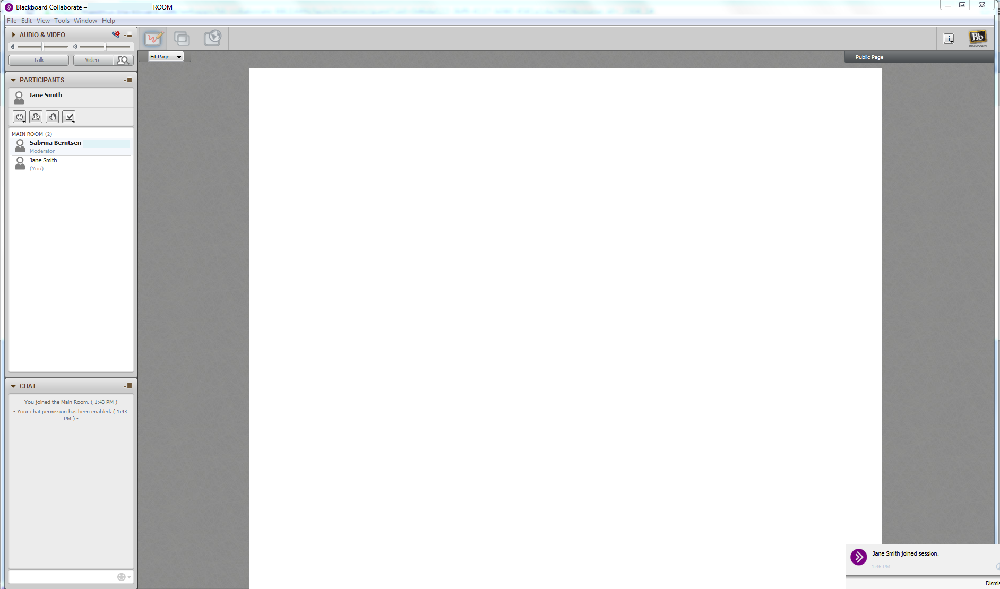 Blackboard Collaborate – ROOM
File Edit View Tools Window Help
AUDIO & VIDEO
Talk Video
PARTICIPANTS
Jane Smith
MAIN ROOM (2)
Sabrina Berntsen
Moderator
Jane Smith
(You)
CHAT
- You joined the Main Room. ( 1:43 PM ) -
- Your chat permission has been enabled. ( 1:43
PM ) -
Fit Page
Public Page
i
Bb
Blackboard
Jane Smith joined session.
1:46 PM
Dismis